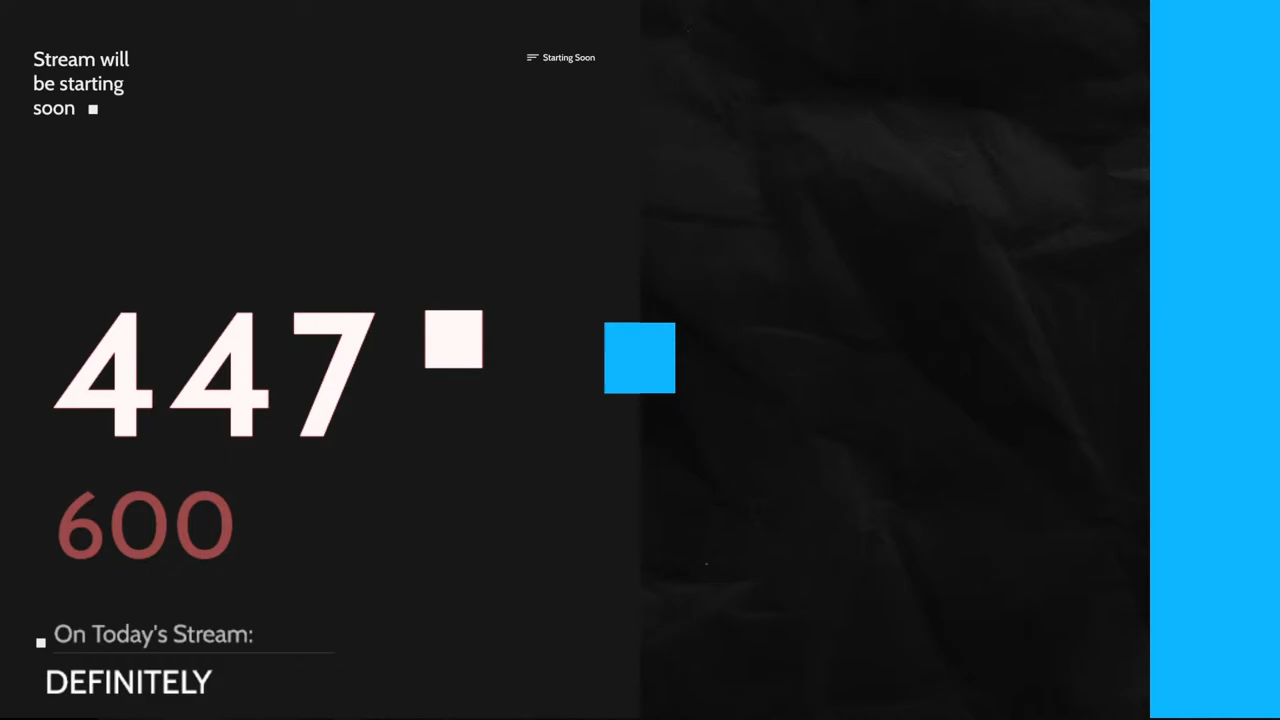 Stream will
be starting
soon
Starting Soon
447
600
On Today's Stream:
DEFINITELY